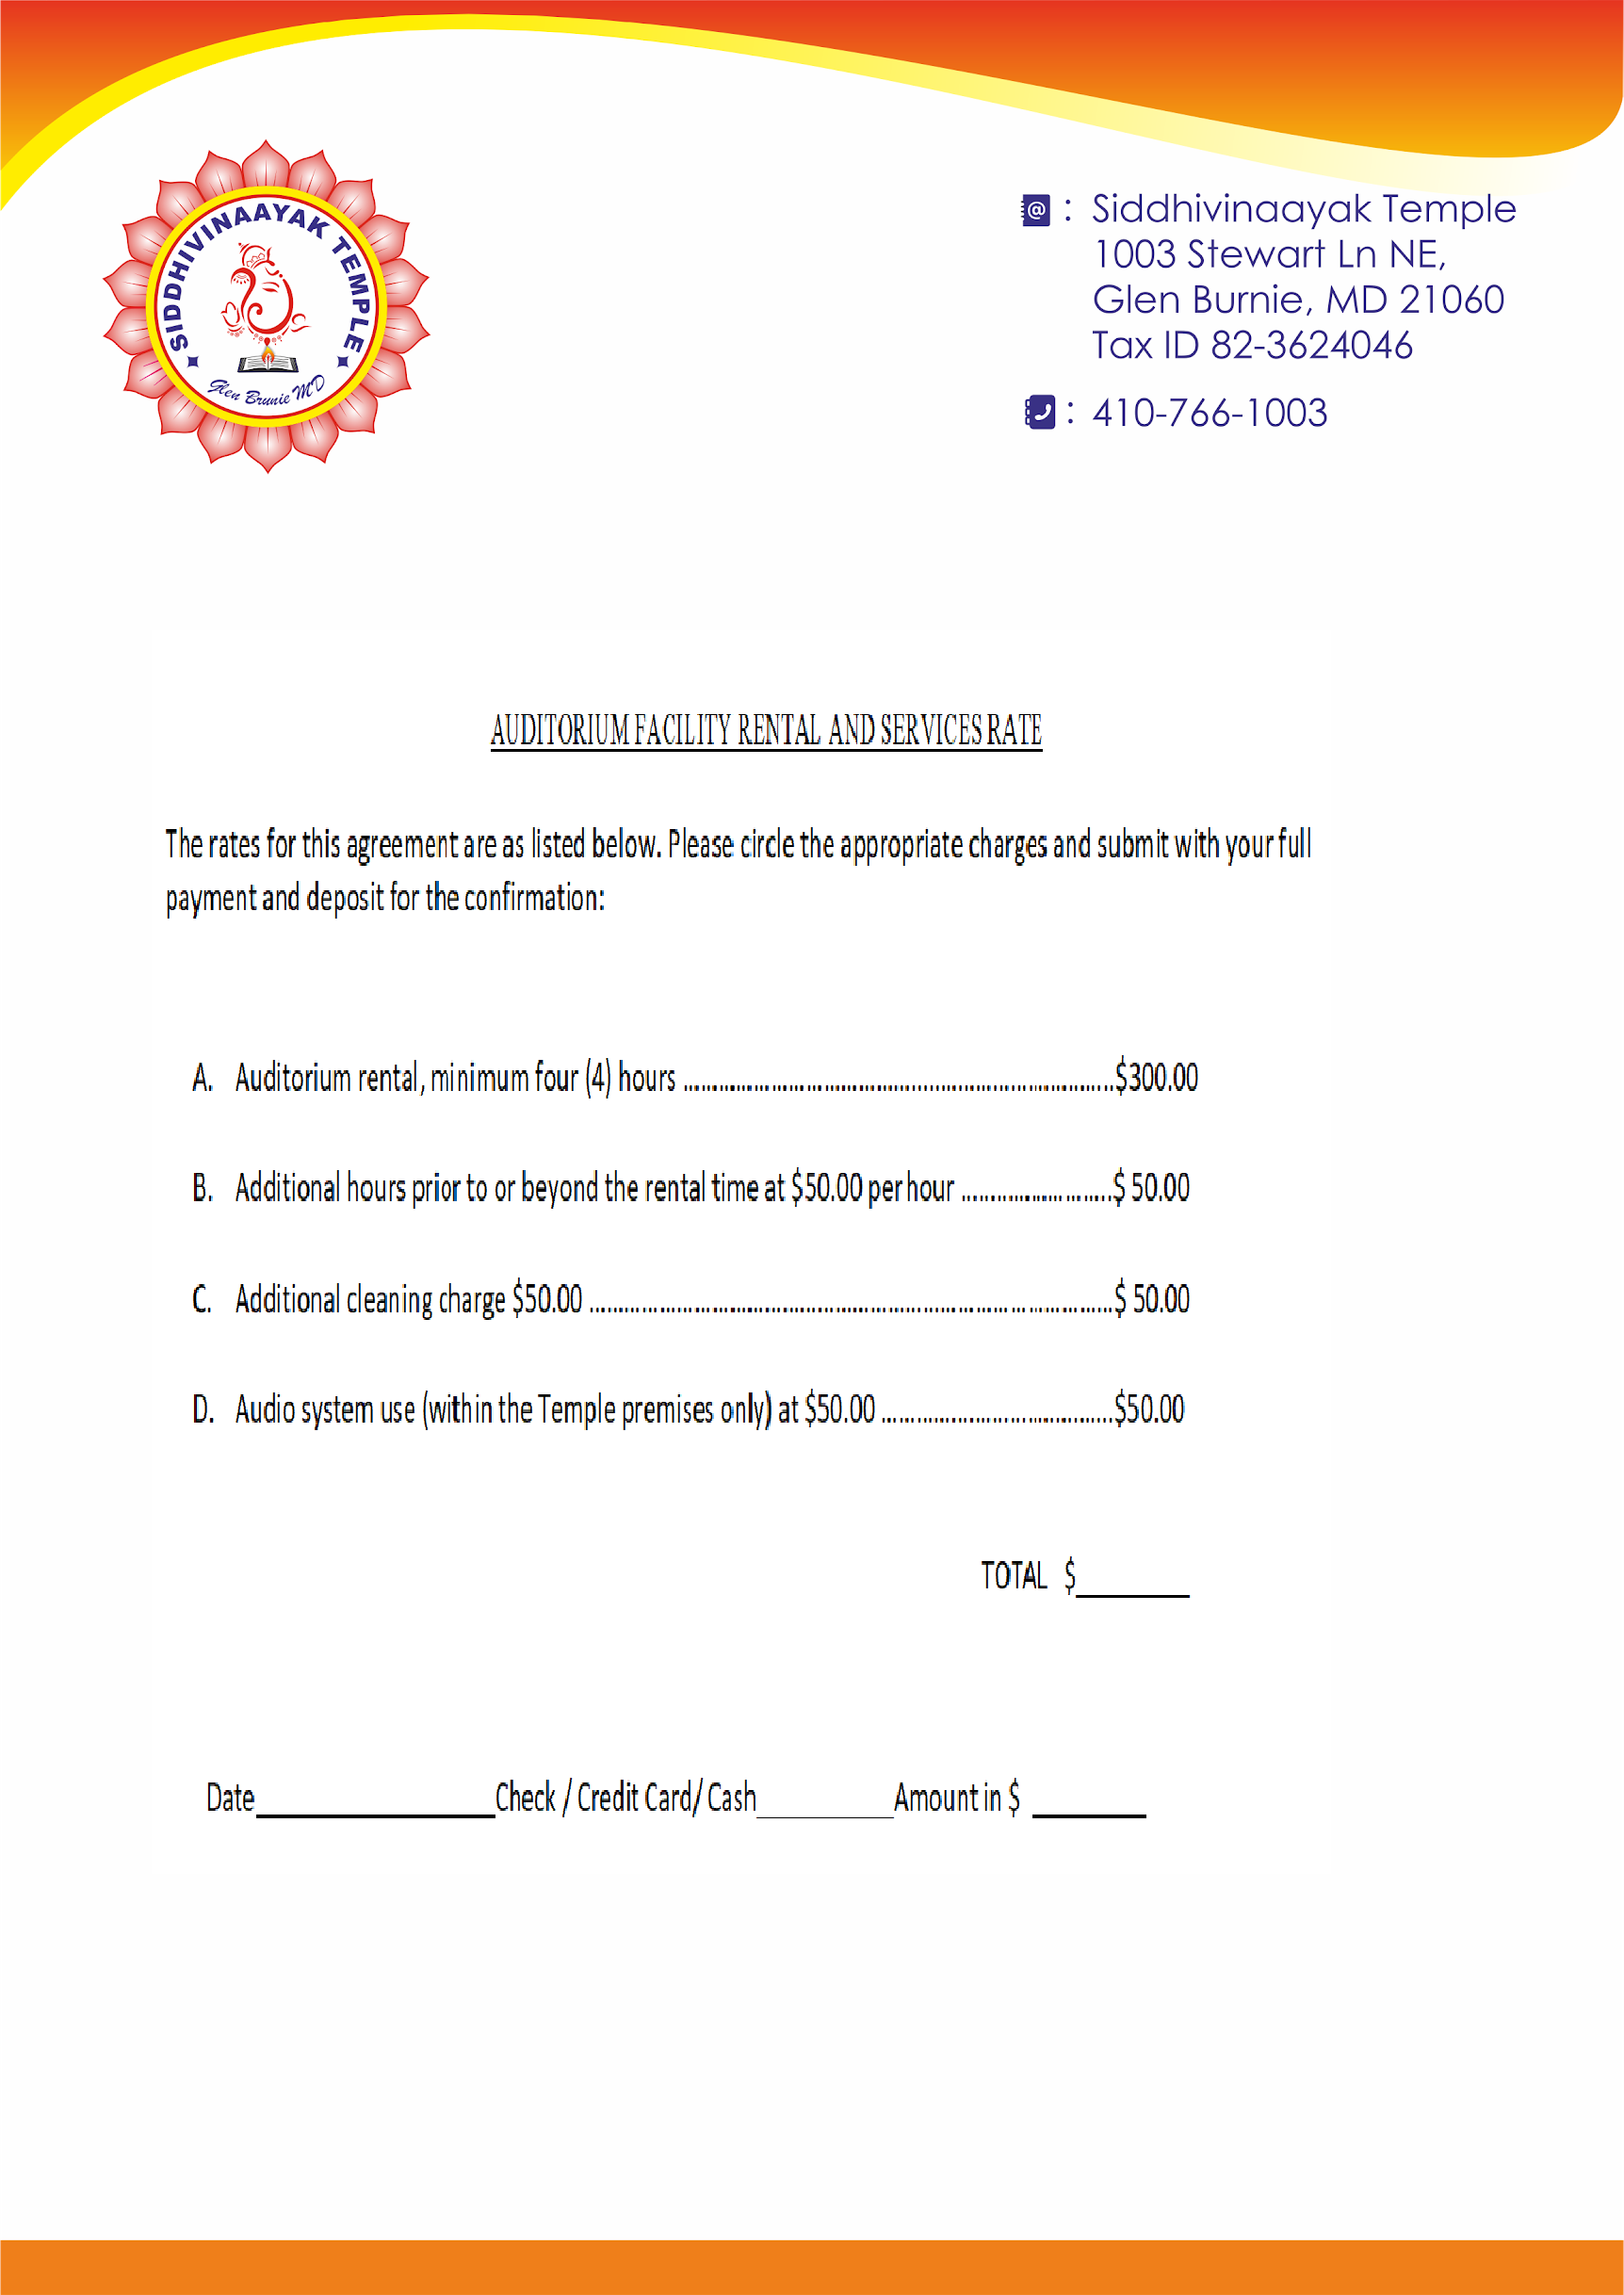 SIDDHIVINAAYAK TEMPLE
Glen Brunie MD
@ : Siddhivinaayak Temple
1003 Stewart Ln NE,
Glen Burnie, MD 21060
Tax ID 82-3624046
: 410-766-1003
AUDITORIUM FACILITY RENTAL AND SERVICES RATE
The rates for this agreement are as listed below. Please circle the appropriate charges and submit with your full
payment and deposit for the confirmation:
A. Auditorium rental, minimum four (4) hours ........................................................................$300.00
B. Additional hours prior to or beyond the rental time at $50.00 per hour ..........................$ 50.00
C. Additional cleaning charge $50.00 ........................................................................................$ 50.00
D. Audio system use (within the Temple premises only) at $50.00 .......................................$50.00
TOTAL $________
Date_________________Check / Credit Card/ Cash__________Amount in $ ________